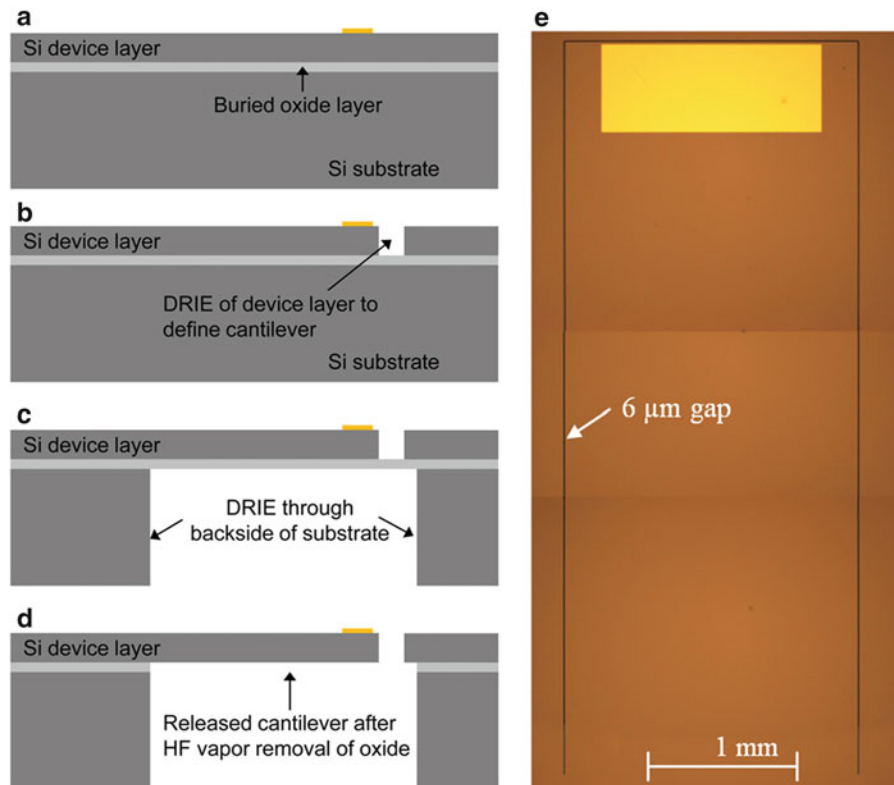 a
Si device layer
Buried oxide layer
Si substrate
b
Si device layer
DRIE of device layer to
define cantilever
Si substrate
c
Si device layer
DRIE through
backside of substrate
d
Si device layer
Released cantilever after
HF vapor removal of oxide
e
6 µm gap
1 mm